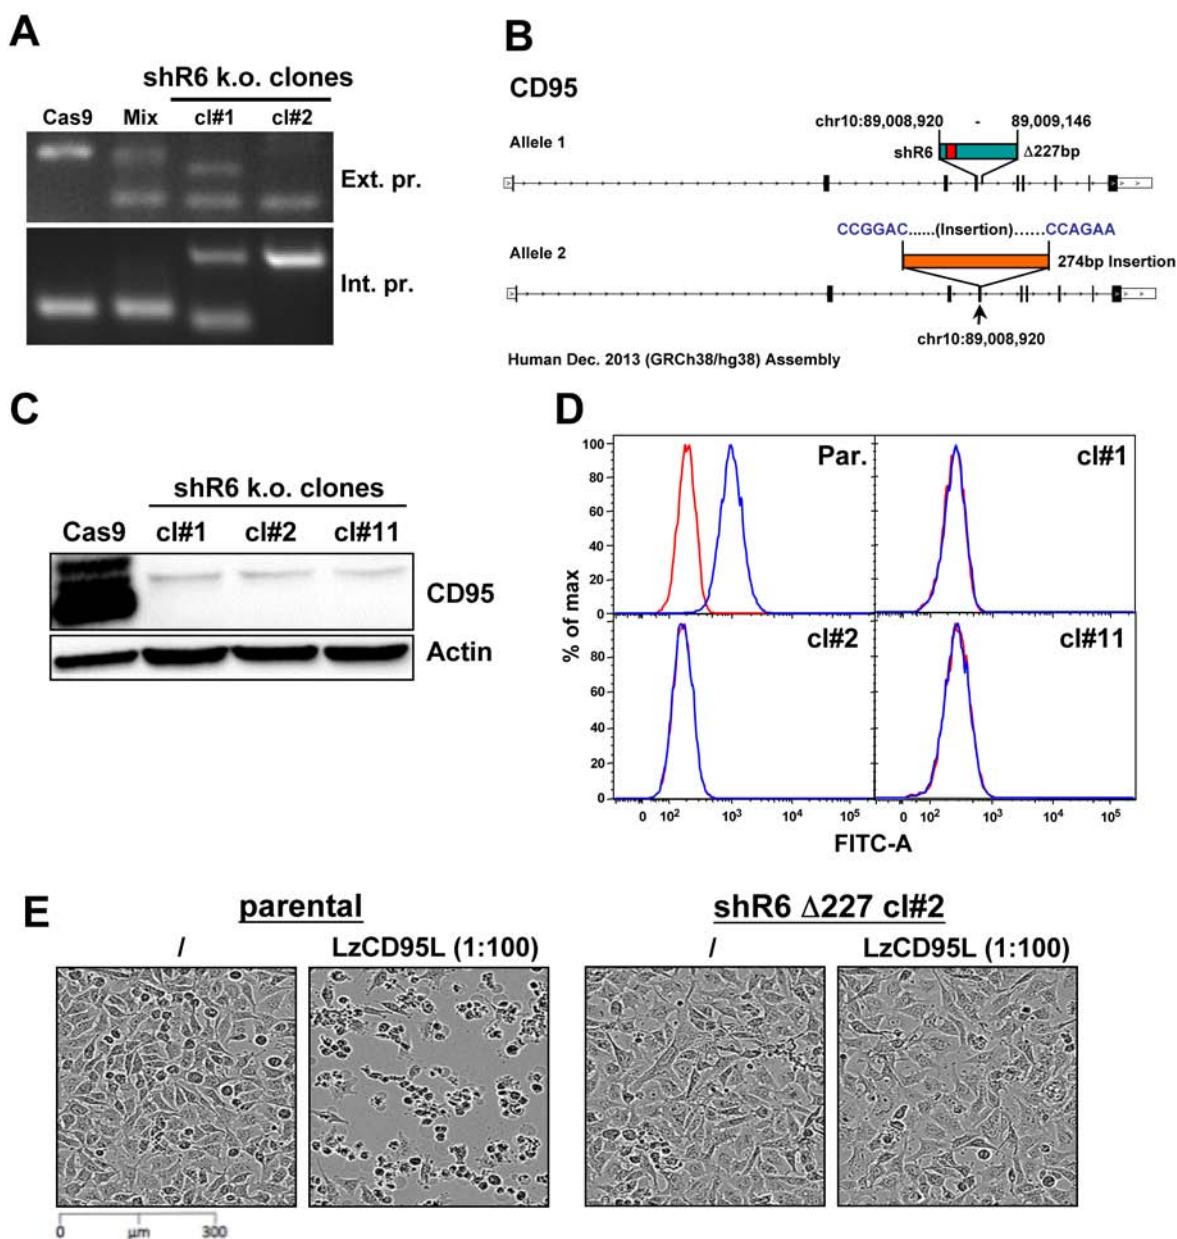 A
shR6 k.o. clones
Cas9 Mix cl#1 cl#2
Ext. pr.
Int. pr.
B
CD95
chr10:89,008,920 - 89,009,146
Allele 1
shR6 Δ227bp
CCGGAC......(Insertion)......CCAGAA
Allele 2
274bp Insertion
chr10:89,008,920
Human Dec. 2013 (GRCh38/hg38) Assembly
C
shR6 k.o. clones
Cas9 cl#1 cl#2 cl#11
CD95
Actin
D
% of max
100
80
60
40
20
0
Par.
cl#1
80
60
40
20
0
cl#2
cl#11
0 10² 10³ 10⁴ 10⁵ 0 10² 10³ 10⁴ 10⁵
FITC-A
E
parental shR6 Δ227 cl#2
/ LzCD95L (1:100) / LzCD95L (1:100)
0 µm 300